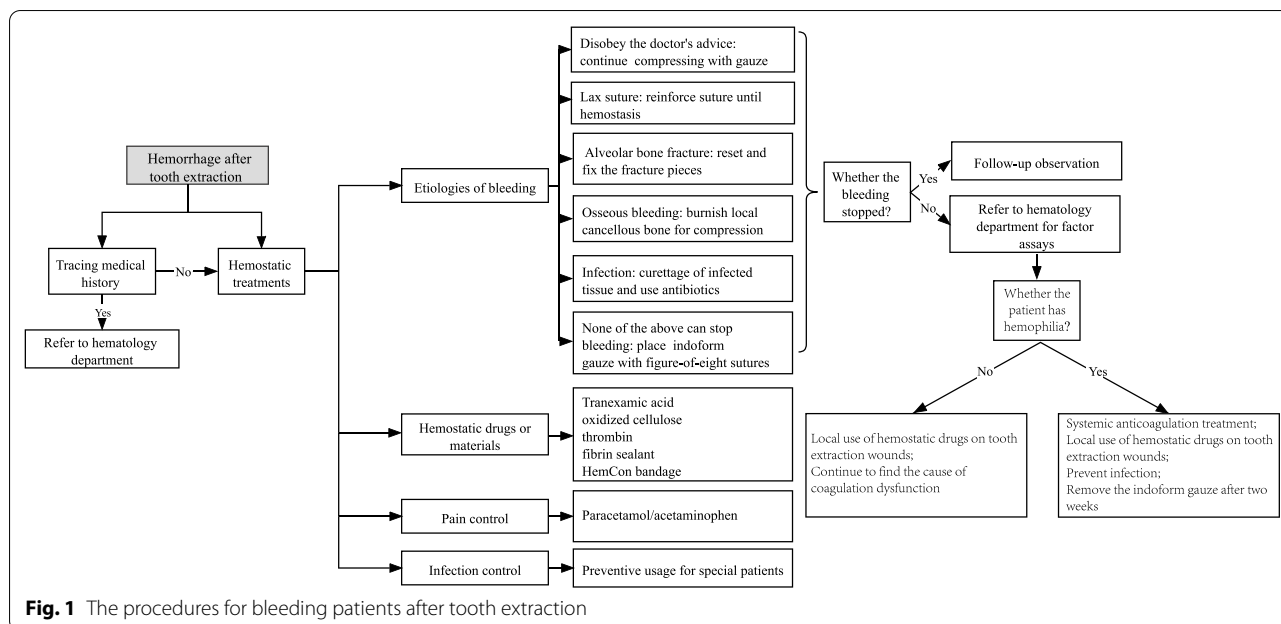 Hemorrhage after
tooth extraction
Tracing medical
history
No
Hemostatic
treatments
Yes
Refer to hematology
department
Etiologies of bleeding
Disobey the doctor's advice:
continue compressing with gauze
Lax suture: reinforce suture until
hemostasis
Alveolar bone fracture: reset and
fix the fracture pieces
Osseous bleeding: burnish local
cancellous bone for compression
Infection: curettage of infected
tissue and use antibiotics
None of the above can stop
bleeding: place indoform
gauze with figure-of-eight sutures
Hemostatic drugs or
materials
Tranexamic acid
oxidized cellulose
thrombin
fibrin sealant
HemCon bandage
Pain control
Paracetamol/acetaminophen
Infection control
Preventive usage for special patients
Whether the
bleeding
stopped?
Yes
Follow-up observation
No
Refer to hematology
department for factor
assays
Whether the
patient has
hemophilia?
No
Yes
Local use of hemostatic drugs on tooth
extraction wounds;
Continue to find the cause of
coagulation dysfunction
Systemic anticoagulation treatment;
Local use of hemostatic drugs on tooth
extraction wounds;
Prevent infection;
Remove the indoform gauze after two
weeks
Fig. 1 The procedures for bleeding patients after tooth extraction